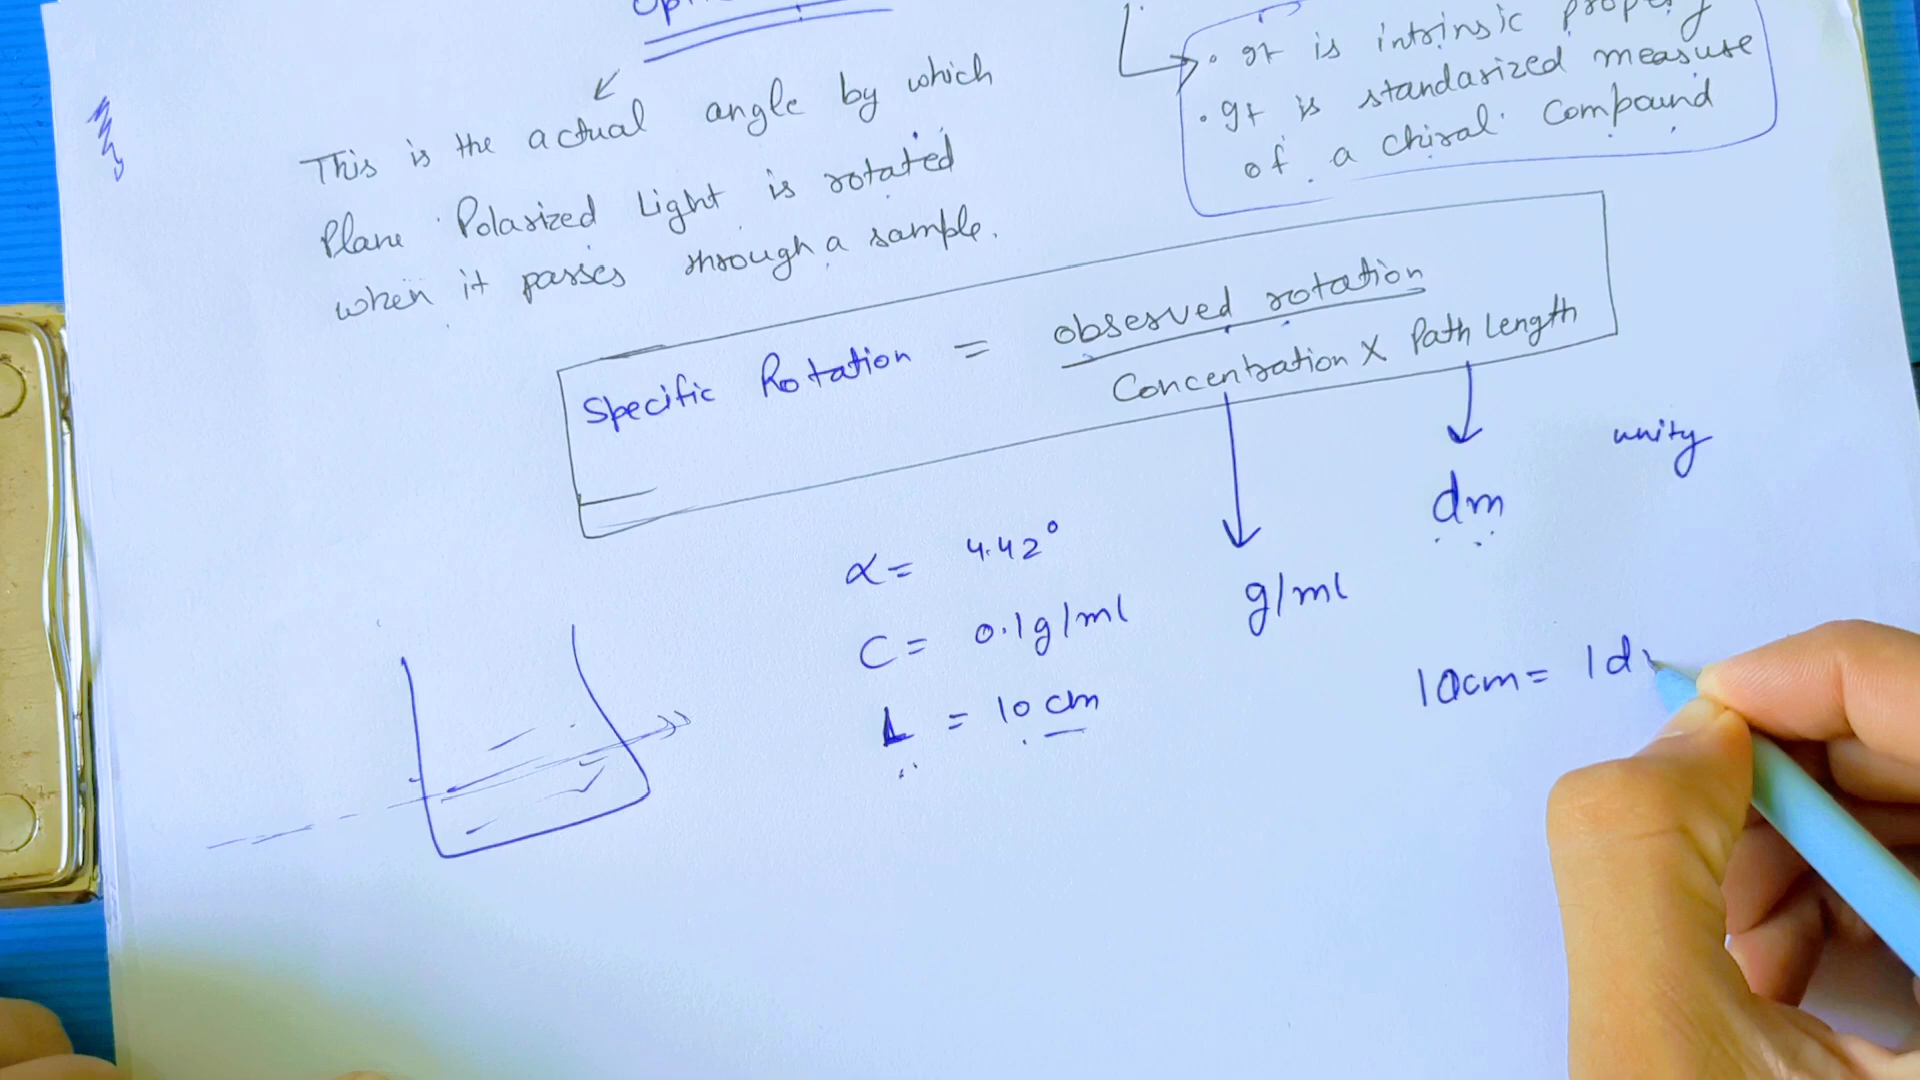 This is the actual angle by which
Plane Polarized Light is rotated
when it passes through a sample.
• It is intrinsic property
• It is standarized measure
of a chiral compound
Specific Rotation = observed rotation
Concentration X Path Length
dm
unity
g/ml
α = 4.42°
C = 0.1g/ml
L = 10 cm
10cm = 1d